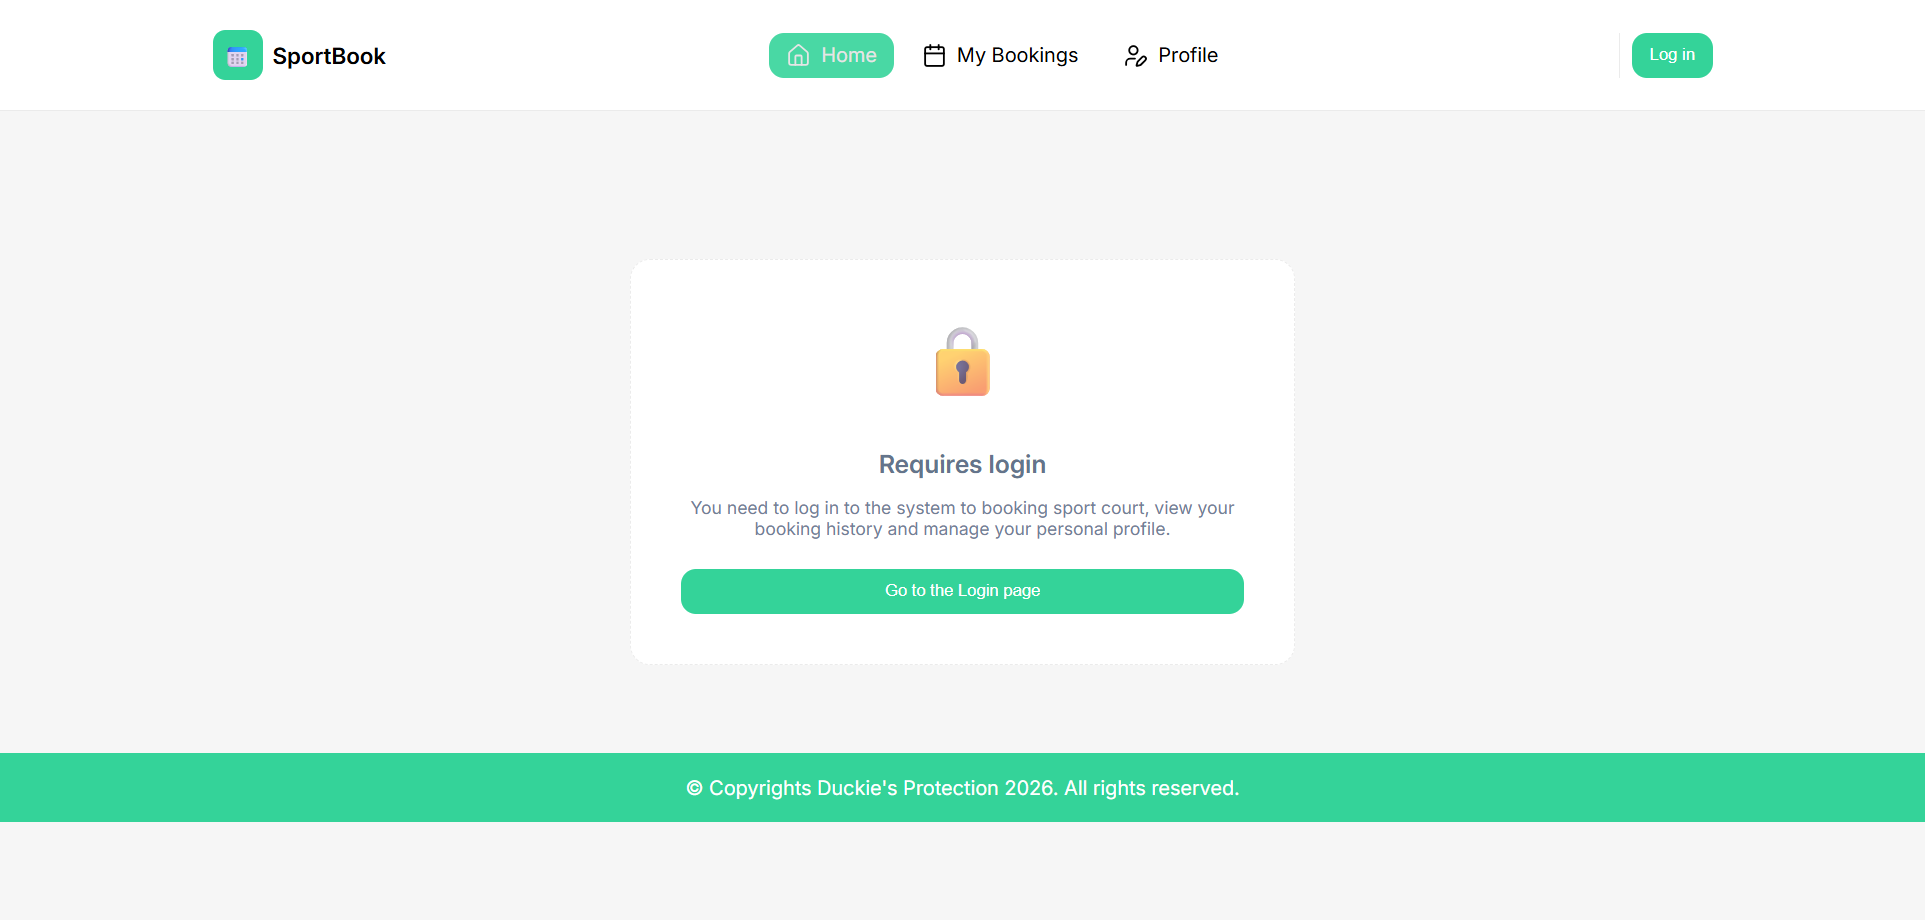 SportBook
Home
My Bookings
Profile
Log in
Requires login
You need to log in to the system to booking sport court, view your
booking history and manage your personal profile.
Go to the Login page
© Copyrights Duckie's Protection 2026. All rights reserved.